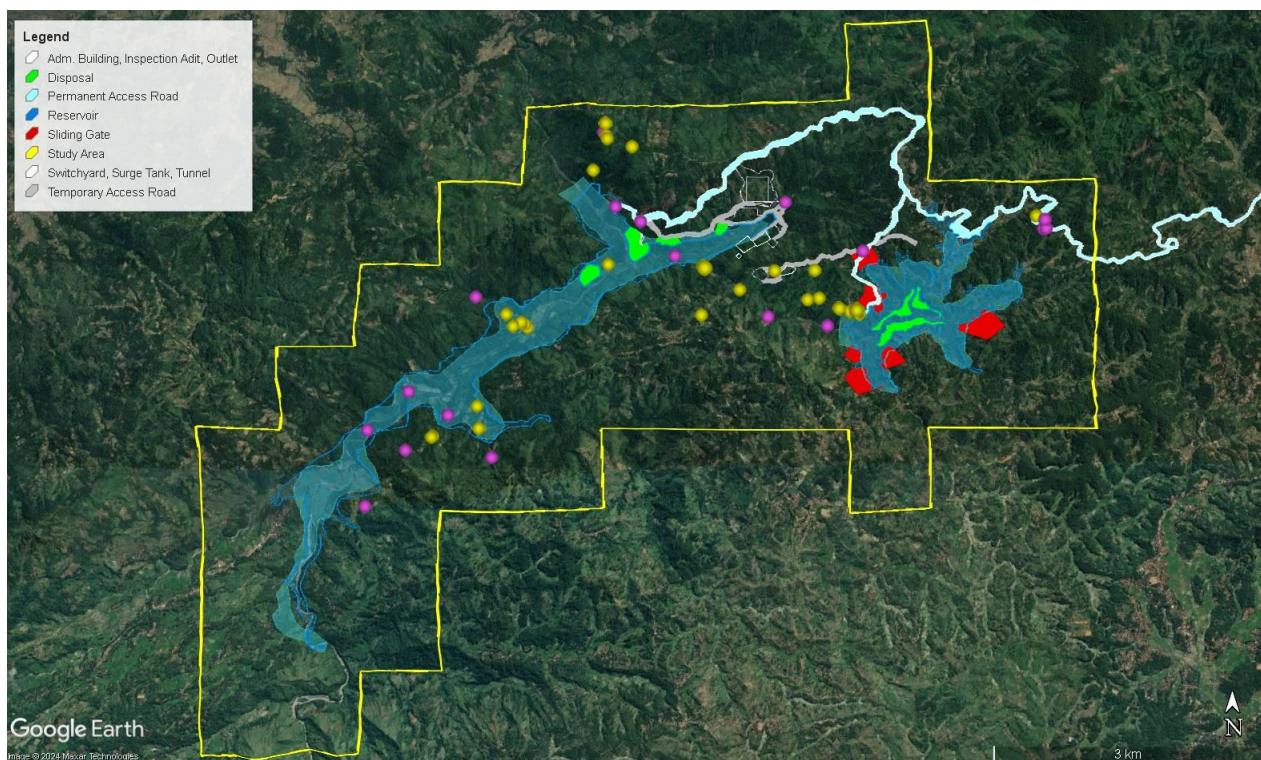 Legend
Adm. Building, Inspection Adit, Outlet
Disposal
Permanent Access Road
Reservoir
Sliding Gate
Study Area
Switchyard, Surge Tank, Tunnel
Temporary Access Road
Google Earth
Image © 2024 Maxar Technologies
N
3 km